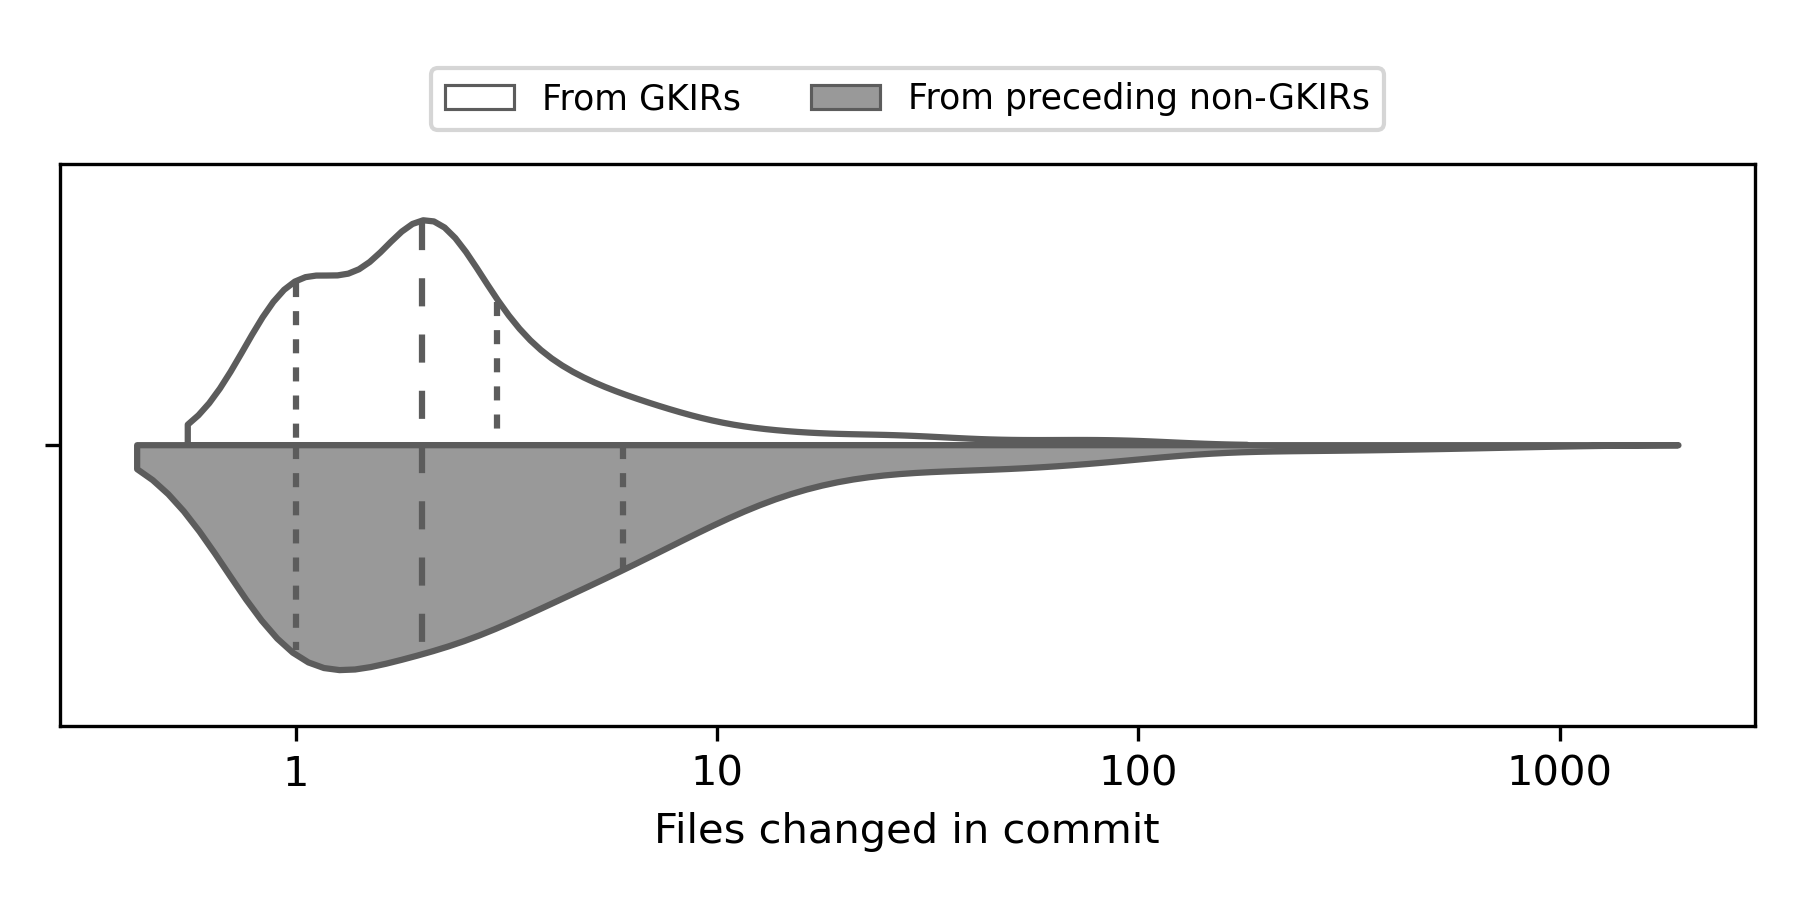 From GKIRs From preceding non-GKIRs
1 10 100 1000
Files changed in commit